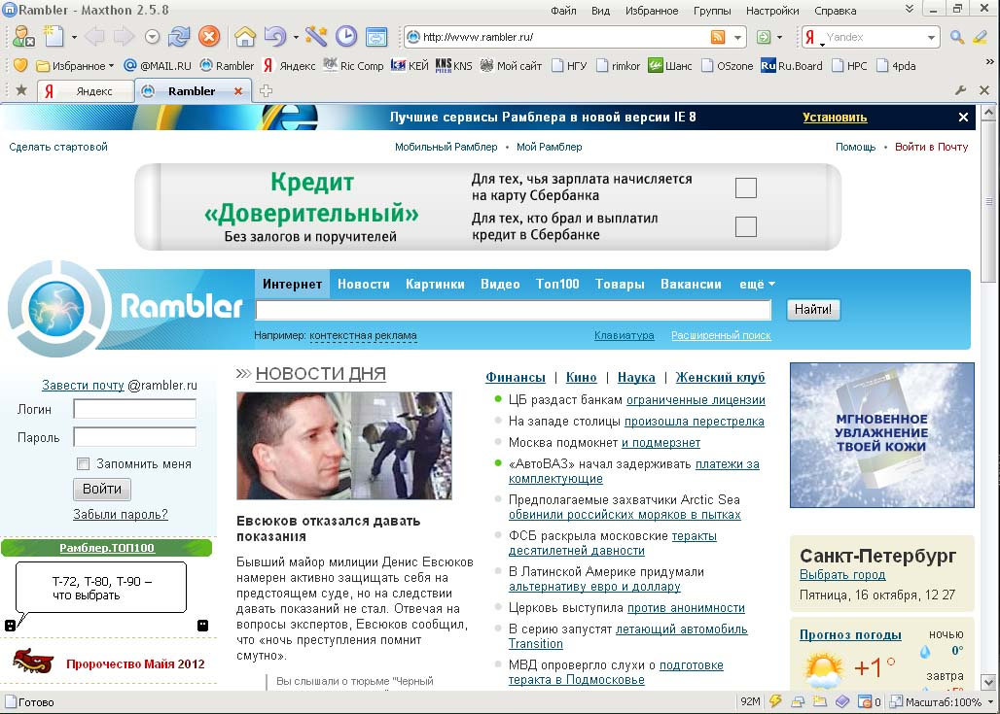 Rambler - Maxthon 2.5.8
Файл Вид Избранное Группы Настройки Справка
http://www.rambler.ru/
Я Yandex
Избранное @MAIL.RU Rambler Яндекс Ric Comp КЕЙ KNS Мой сайт НГУ rimkor Шанс OSzone Ru.Board НРС 4pda
Яндекс Rambler
Лучшие сервисы Рамблера в новой версии IE 8 Установить
Сделать стартовой Мобильный Рамблер • Мой Рамблер Помощь • Войти в Почту
Кредит
«Доверительный»
Без залогов и поручителей
Для тех, чья зарплата начисляется
на карту Сбербанка
Для тех, кто брал и выплатил
кредит в Сбербанке
Rambler
Интернет Новости Картинки Видео Топ100 Товары Вакансии ещё
Найти!
Например: контекстная реклама Клавиатура Расширенный поиск
Завести почту @rambler.ru
Логин
Пароль
Запомнить меня
Войти
Забыли пароль?
Рамблер.ТОП100
Т-72, Т-80, Т-90 –
что выбрать
Пророчество Майя 2012
НОВОСТИ ДНЯ
Евсюков отказался давать
показания
Бывший майор милиции Денис Евсюков
намерен активно защищать себя на
предстоящем суде, но на следствии
давать показаний не стал. Отвечая на
вопросы экспертов, Евсюков сообщил,
что «ночь преступления помнит
смутно».
Вы слышали о тюрьме "Черный
Финансы | Кино | Наука | Женский клуб
ЦБ раздаст банкам ограниченные лицензии
На западе столицы произошла перестрелка
Москва подмокнет и подмерзнет
«АвтоВАЗ» начал задерживать платежи за
комплектующие
Предполагаемые захватчики Arctic Sea
обвинили российских моряков в пытках
ФСБ раскрыла московские теракты
десятилетней давности
В Латинской Америке придумали
альтернативу евро и доллару
Церковь выступила против анонимности
В серию запустят летающий автомобиль
Transition
МВД опровергло слухи о подготовке
теракта в Подмосковье
МГНОВЕННОЕ
УВЛАЖНЕНИЕ
ТВОЕЙ КОЖИ
Санкт-Петербург
Выбрать город
Пятница, 16 октября, 12 27
Прогноз погоды
+1°
ночью
0°
завтра
Готово
92M
0
Масштаб:100%